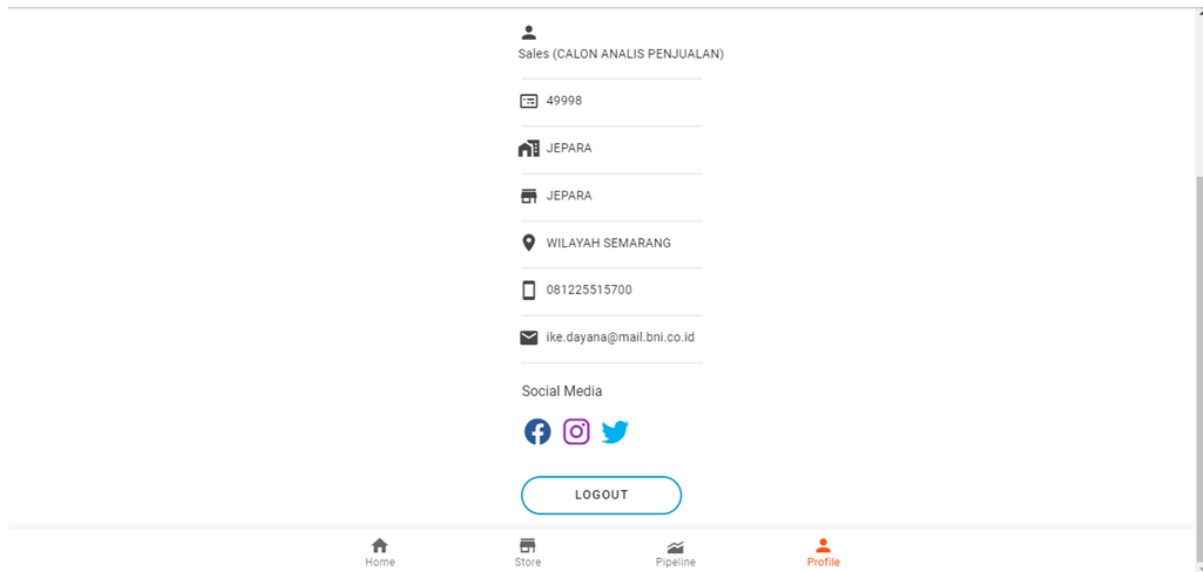 Sales (CALON ANALIS PENJUALAN)
49998
JEPARA
JEPARA
WILAYAH SEMARANG
081225515700
ike.dayana@mail.bni.co.id
Social Media
LOGOUT
Home
Store
Pipeline
Profile